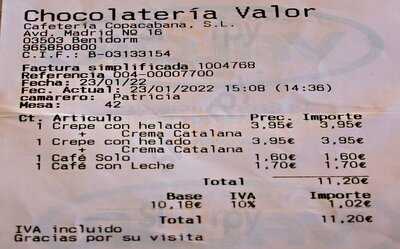 Chocolatería Valor
Cafetería Copacabana, S.L.
Avd. Madrid Nº 16
03503 Benidorm
965850800
C.I.F.: B-03133154
Factura simplificada 1004768
Referencia 004-00007700
Fecha: 23/01/22
Fec. Actual: 23/01/2022 15:08 (14:36)
camarero: Patricia
Mesa: 42
Ct. Artículo Prec. Importe
1 Crepe con helado 3,95€ 3,95€
+ Crema Catalana
1 Crepe con helado 3,95€ 3,95€
+ Crema Catalana
1 Café Solo 1,60€ 1,60€
1 Café con Leche 1,70€ 1,70€
Total 11,20€
Base IVA Importe
10,18€ 10% 1,02€
Total 11,20€
IVA incluido
Gracias por su visita